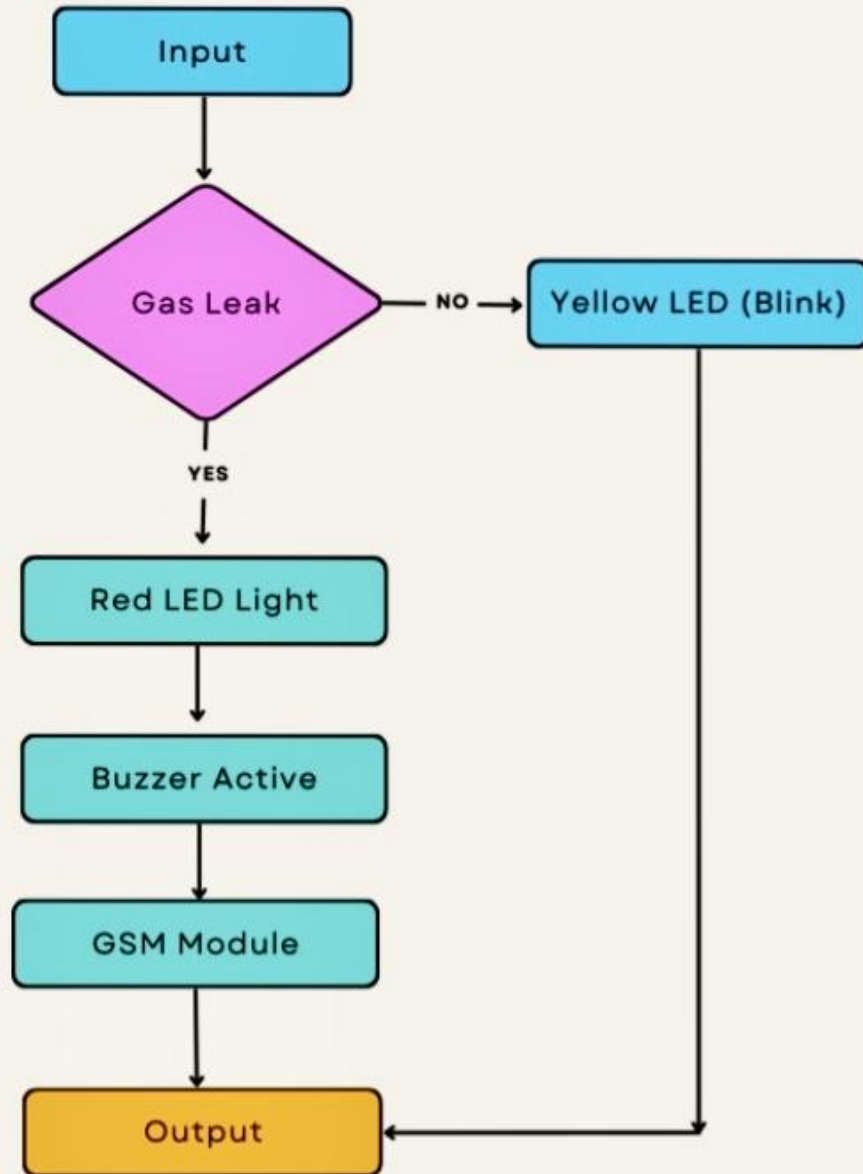 Input
Gas Leak
NO
Yellow LED (Blink)
YES
Red LED Light
Buzzer Active
GSM Module
Output